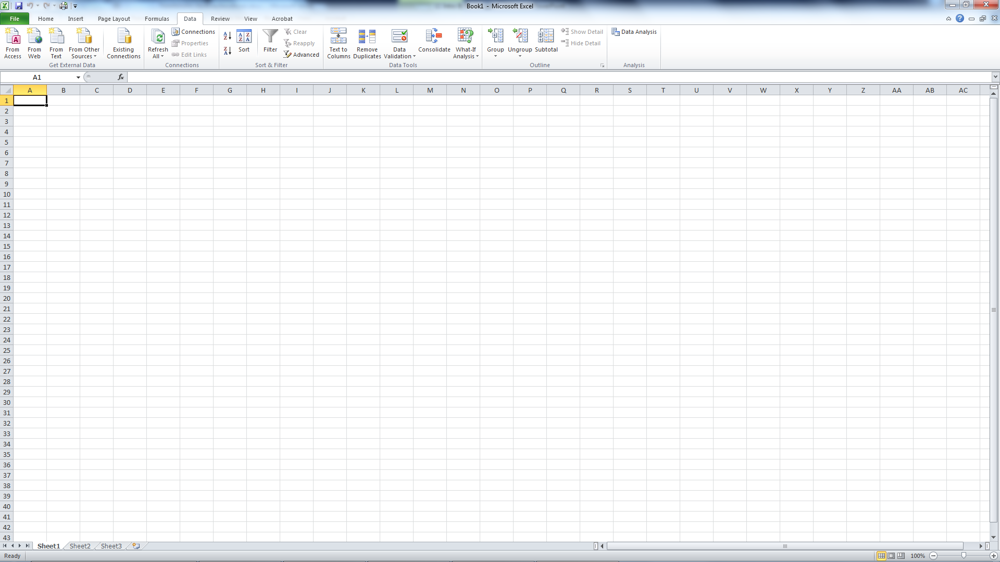 Book1 - Microsoft Excel
File Home Insert Page Layout Formulas Data Review View Acrobat
From Access
From Web
From Text
From Other Sources
Existing Connections
Get External Data
Refresh All
Connections
Properties
Edit Links
Connections
Sort
Filter
Clear
Reapply
Advanced
Sort & Filter
Text to Columns
Remove Duplicates
Data Validation
Consolidate
What-If Analysis
Data Tools
Group
Ungroup
Subtotal
Show Detail
Hide Detail
Outline
Data Analysis
Analysis
A1 fx
A B C D E F G H I J K L M N O P Q R S T U V W X Y Z AA AB AC
1
2
3
4
5
6
7
8
9
10
11
12
13
14
15
16
17
18
19
20
21
22
23
24
25
26
27
28
29
30
31
32
33
34
35
36
37
38
39
40
41
42
43
Sheet1 Sheet2 Sheet3
Ready 100%